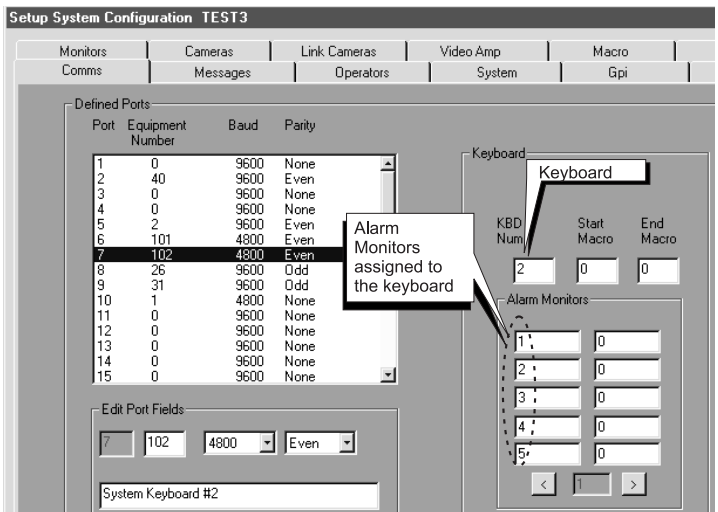 Setup System Configuration TEST3
Monitors Cameras Link Cameras Video Amp Macro
Comms Messages Operators System Gpi
Defined Ports
Port Equipment Number Baud Parity
1 0 9600 None
2 40 9600 Even
3 0 9600 None
4 0 9600 None
5 2 9600 Even
6 101 4800 Even
7 102 4800 Even
8 26 9600 Odd
9 31 9600 Odd
10 1 4800 None
11 0 9600 None
12 0 9600 None
13 0 9600 None
14 0 9600 None
15 0 9600 None
Edit Port Fields
7 102 4800 Even
System Keyboard #2
Alarm
Monitors
assigned to
the keyboard
Keyboard
Keyboard
KBD Num Start Macro End Macro
2 0 0
Alarm Monitors
1 0
2 0
3 0
4 0
5 0
< 1 >